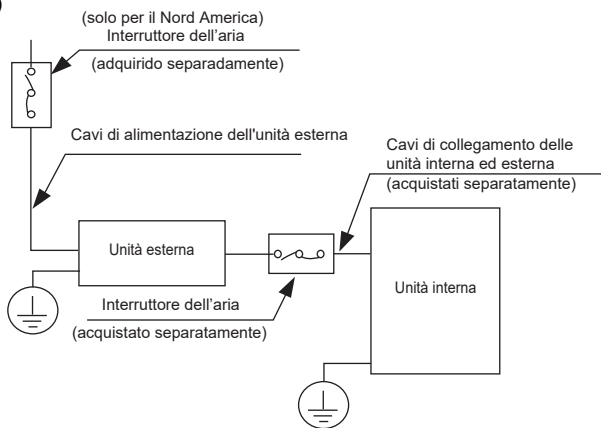 )
(solo per il Nord America)
Interruttore dell’aria
(adquirido separadamente)
Cavi di alimentazione dell'unità esterna
Cavi di collegamento delle
unità interna ed esterna
(acquistati separatamente)
Unità esterna
Unità interna
Interruttore dell’aria
(acquistato separatamente)